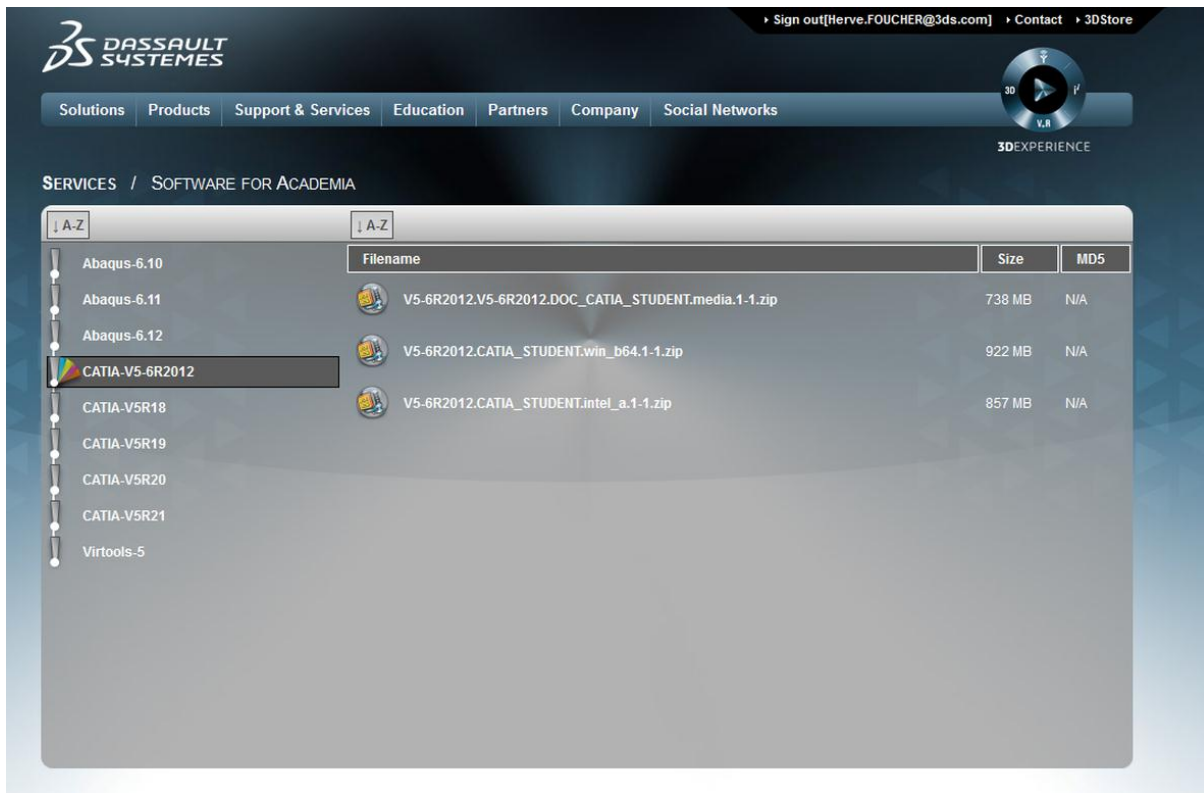 Sign out[Herve.FOUCHER@3ds.com] Contact 3DStore
DASSAULT
SYSTEMES
3D V.R
Solutions Products Support & Services Education Partners Company Social Networks
3DEXPERIENCE
SERVICES / SOFTWARE FOR ACADEMIA
↓ A-Z ↓ A-Z
Abaqus-6.10
Abaqus-6.11
Abaqus-6.12
CATIA-V5-6R2012
CATIA-V5R18
CATIA-V5R19
CATIA-V5R20
CATIA-V5R21
Virtools-5
Filename Size MD5
V5-6R2012.V5-6R2012.DOC_CATIA_STUDENT.media.1-1.zip 738 MB N/A
V5-6R2012.CATIA_STUDENT.win_b64.1-1.zip 922 MB N/A
V5-6R2012.CATIA_STUDENT.intel_a.1-1.zip 857 MB N/A